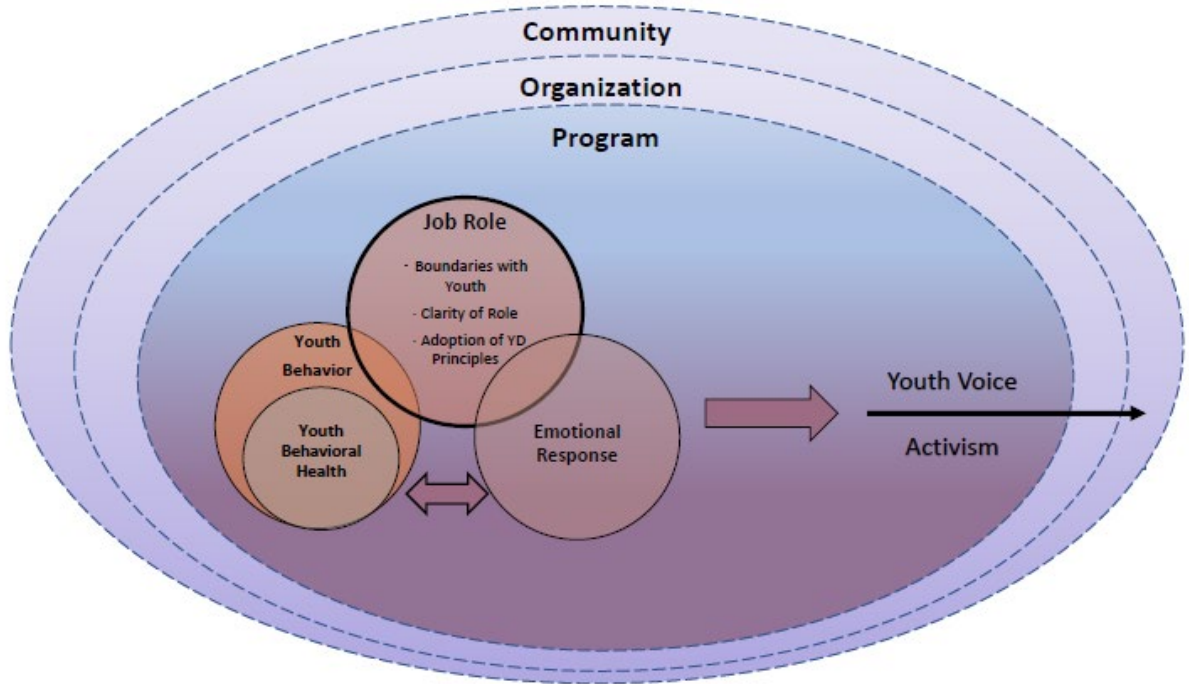 Community
Organization
Program
Job Role
· Boundaries with
Youth
· Clarity of Role
· Adoption of YD
Principles
Youth
Behavior
Youth
Behavioral
Health
Emotional
Response
Youth Voice
Activism